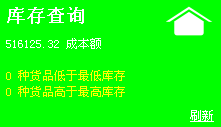 库存查询
516125.32 成本额
0 种货品低于最低库存
0 种货品高于最高库存
刷新